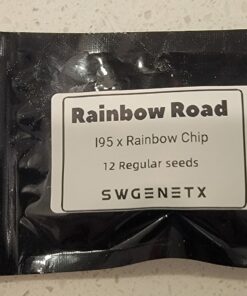 Rainbow Road
I95 x Rainbow Chip
12 Regular seeds
SWGENETX